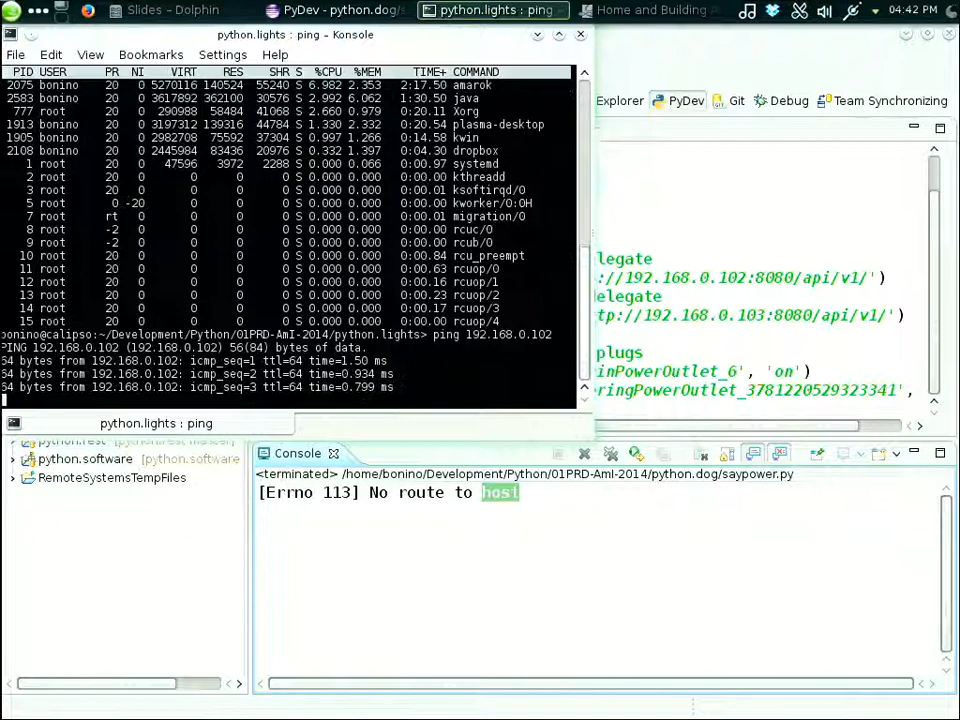 Slides - Dolphin
PyDev - python.dog/
python.lights : ping
Home and Building
04:42 PM
python.lights : ping - Konsole
File Edit View Bookmarks Settings Help
PID USER PR NI VIRT RES SHR S %CPU %MEM TIME+ COMMAND
2075 bonino 20 0 5270116 140524 55240 S 6.982 2.353 2:17.50 amarok
2583 bonino 20 0 3617892 362100 30576 S 2.992 6.062 1:30.50 java
777 root 20 0 290988 58484 41068 S 2.660 0.979 0:20.11 Xorg
1913 bonino 20 0 3197312 139316 44784 S 1.330 2.332 0:20.54 plasma-desktop
1905 bonino 20 0 2982708 75592 37304 S 0.997 1.266 0:14.58 kwin
2108 bonino 20 0 2445984 83436 20976 S 0.332 1.397 0:04.30 dropbox
1 root 20 0 47596 3972 2288 S 0.000 0.066 0:00.97 systemd
2 root 20 0 0 0 0 S 0.000 0.000 0:00.00 kthreadd
3 root 20 0 0 0 0 S 0.000 0.000 0:00.01 ksoftirqd/0
5 root 0 -20 0 0 0 S 0.000 0.000 0:00.00 kworker/0:0H
7 root rt 0 0 0 0 S 0.000 0.000 0:00.01 migration/0
8 root -2 0 0 0 0 S 0.000 0.000 0:00.00 rcuc/0
9 root -2 0 0 0 0 S 0.000 0.000 0:00.00 rcub/0
10 root 20 0 0 0 0 S 0.000 0.000 0:00.84 rcu_preempt
11 root 20 0 0 0 0 S 0.000 0.000 0:00.63 rcuop/0
12 root 20 0 0 0 0 S 0.000 0.000 0:00.16 rcuop/1
13 root 20 0 0 0 0 S 0.000 0.000 0:00.23 rcuop/2
14 root 20 0 0 0 0 S 0.000 0.000 0:00.17 rcuop/3
15 root 20 0 0 0 0 S 0.000 0.000 0:00.00 rcuop/4
bonino@calipso:~/Development/Python/01PRD-AmI-2014/python.lights> ping 192.168.0.102
PING 192.168.0.102 (192.168.0.102) 56(84) bytes of data.
64 bytes from 192.168.0.102: icmp_seq=1 ttl=64 time=1.50 ms
64 bytes from 192.168.0.102: icmp_seq=2 ttl=64 time=0.934 ms
64 bytes from 192.168.0.102: icmp_seq=3 ttl=64 time=0.799 ms
python.lights : ping
Explorer PyDev Git Debug Team Synchronizing
legate
://192.168.0.102:8080/api/v1/')
delegate
tp://192.168.0.103:8080/api/v1/')
plugs
inPowerOutlet_6', 'on')
eringPowerOutlet_3781220529323341',
python.rest [python.rest master]
python.software [python.software
RemoteSystemsTempFiles
Console
<terminated> /home/bonino/Development/Python/01PRD-AmI-2014/python.dog/saypower.py
[Errno 113] No route to host